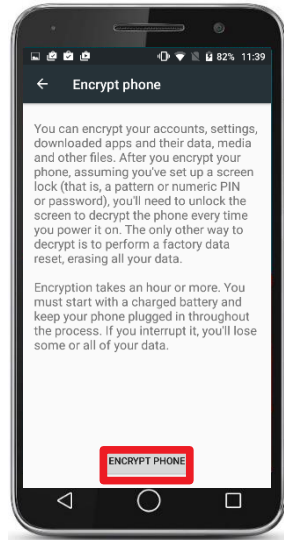 82% 11:39
Encrypt phone
You can encrypt your accounts, settings,
downloaded apps and their data, media
and other files. After you encrypt your
phone, assuming you've set up a screen
lock (that is, a pattern or numeric PIN
or password), you'll need to unlock the
screen to decrypt the phone every time
you power it on. The only other way to
decrypt is to perform a factory data
reset, erasing all your data.
Encryption takes an hour or more. You
must start with a charged battery and
keep your phone plugged in throughout
the process. If you interrupt it, you'll lose
some or all of your data.
ENCRYPT PHONE